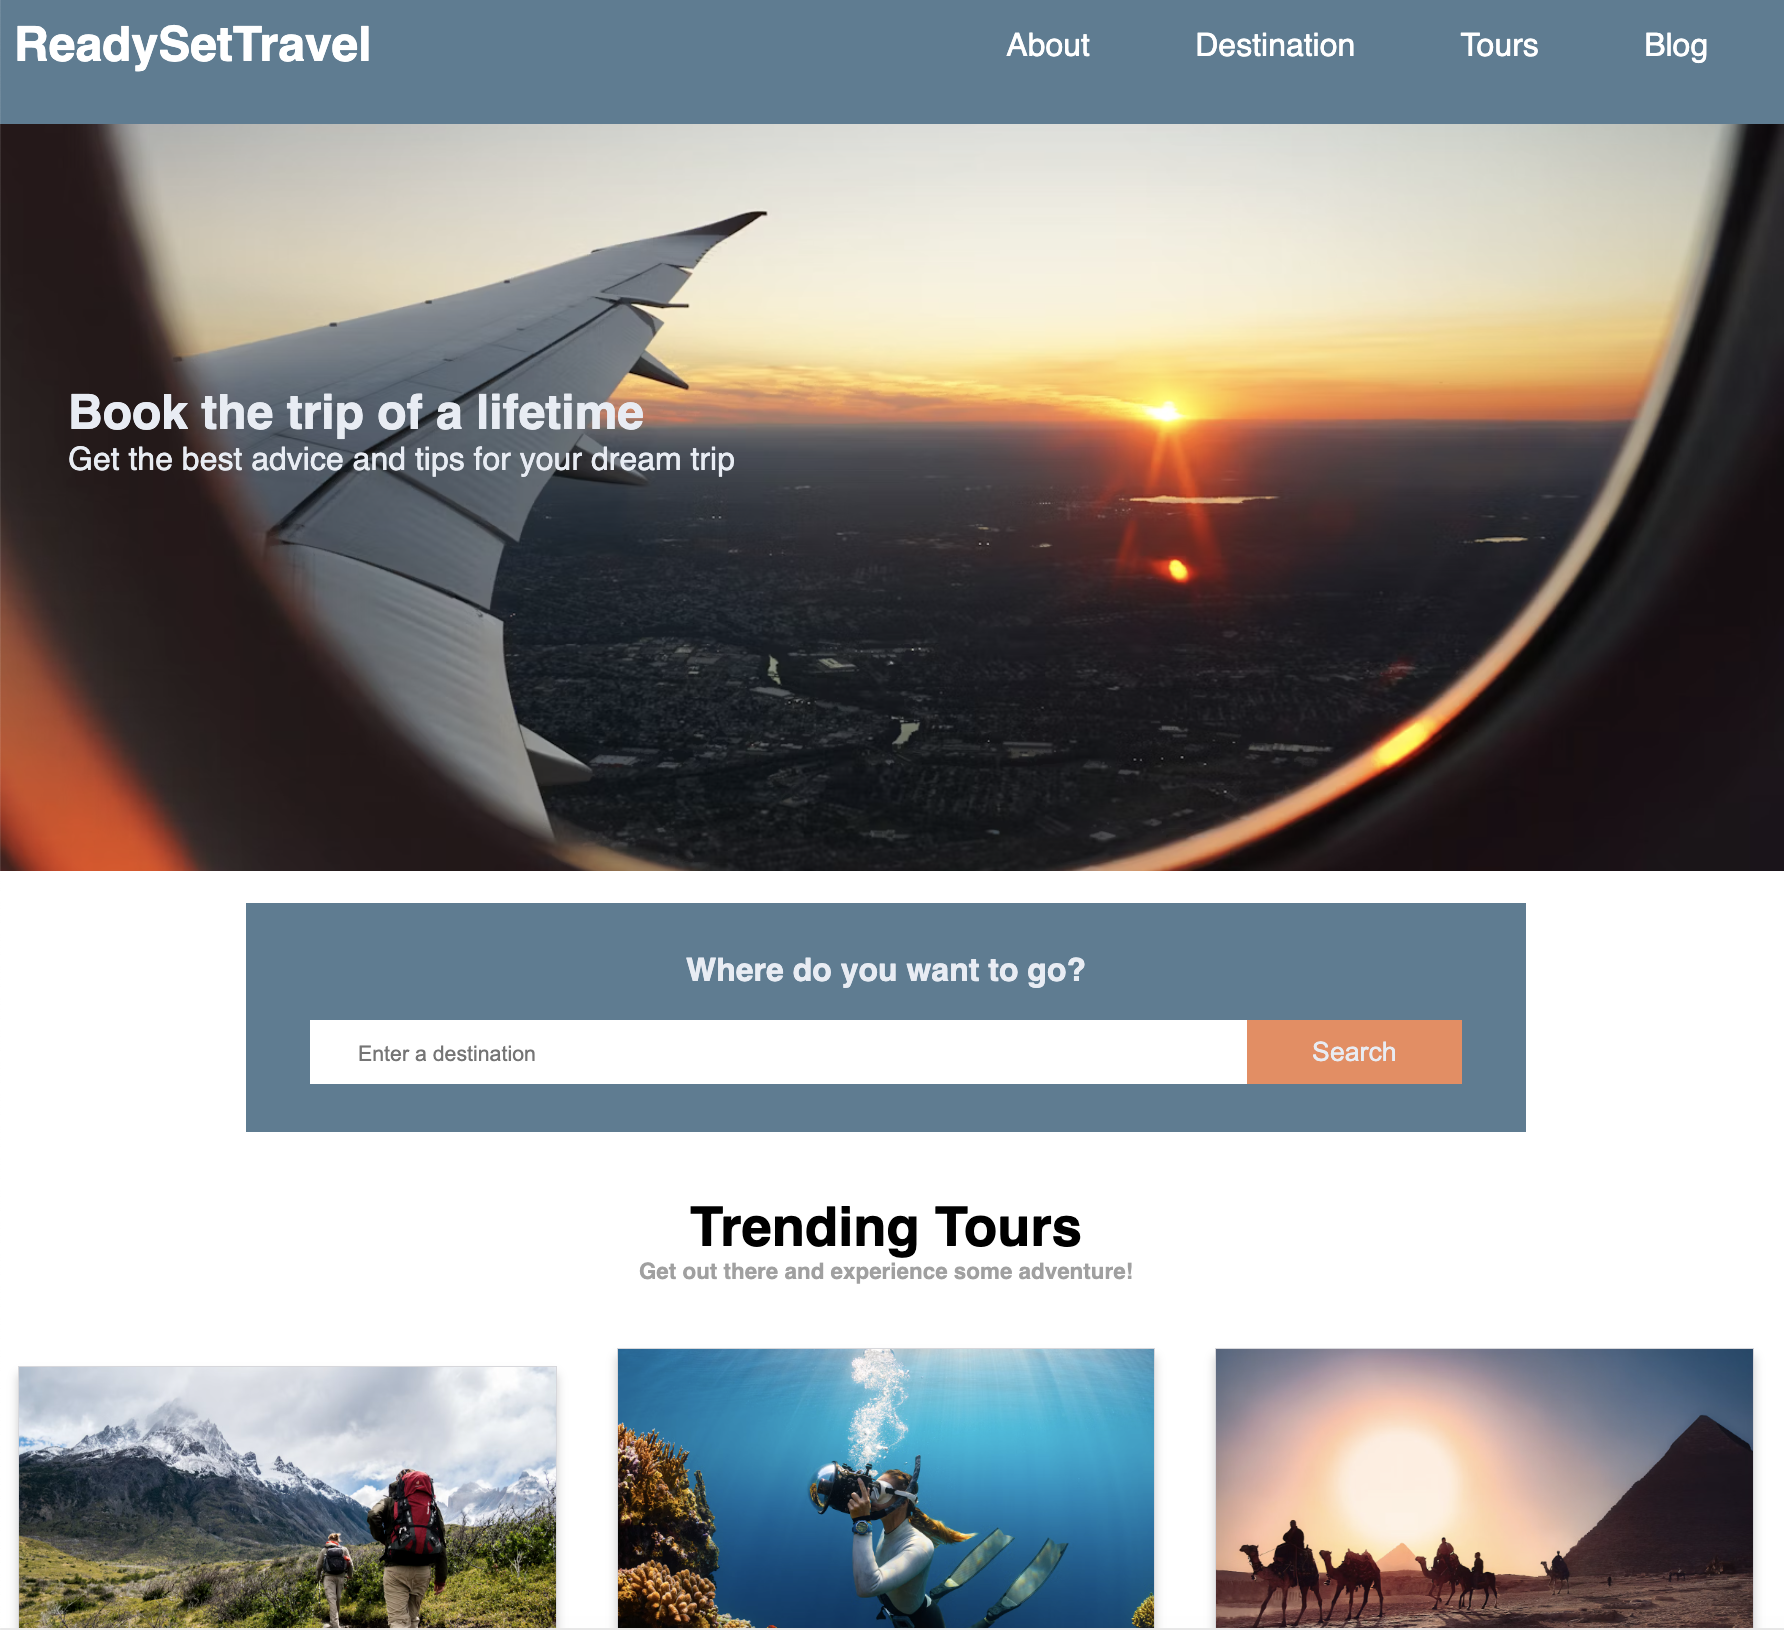 ReadySetTravel
About Destination Tours Blog
Book the trip of a lifetime
Get the best advice and tips for your dream trip
Where do you want to go?
Enter a destination
Search
Trending Tours
Get out there and experience some adventure!